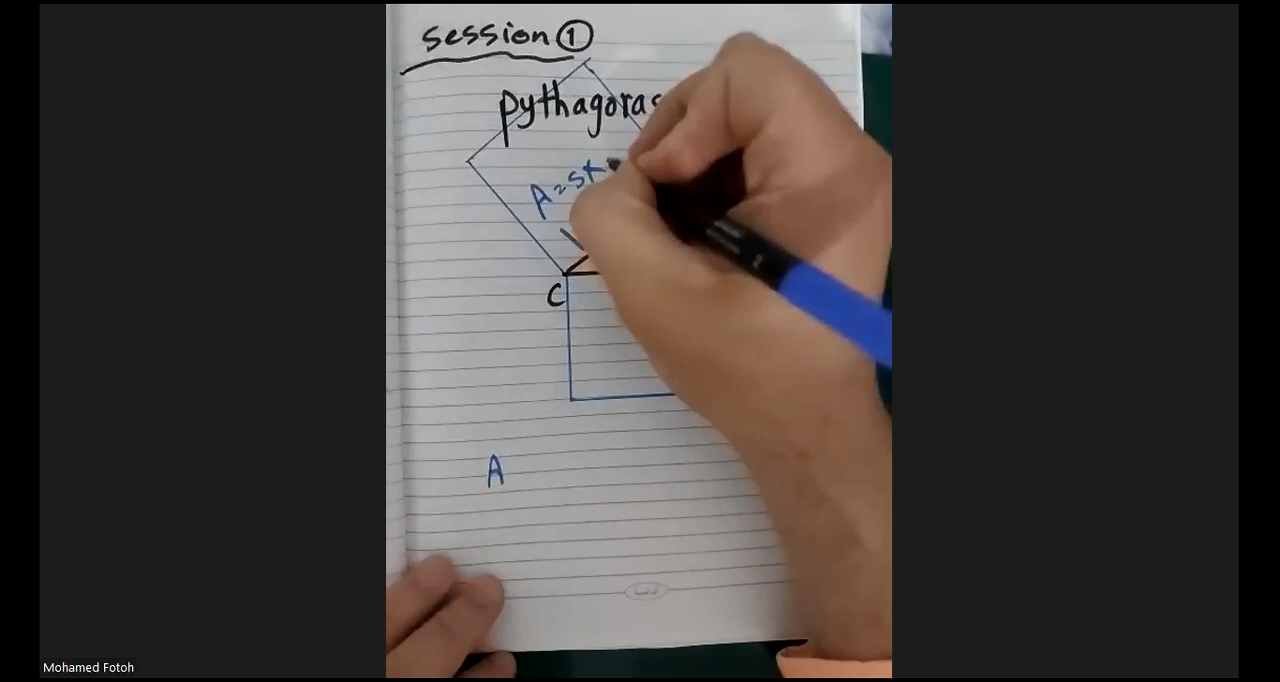 session ①
pythagoras
A = s×
C
A
Mohamed Fotoh